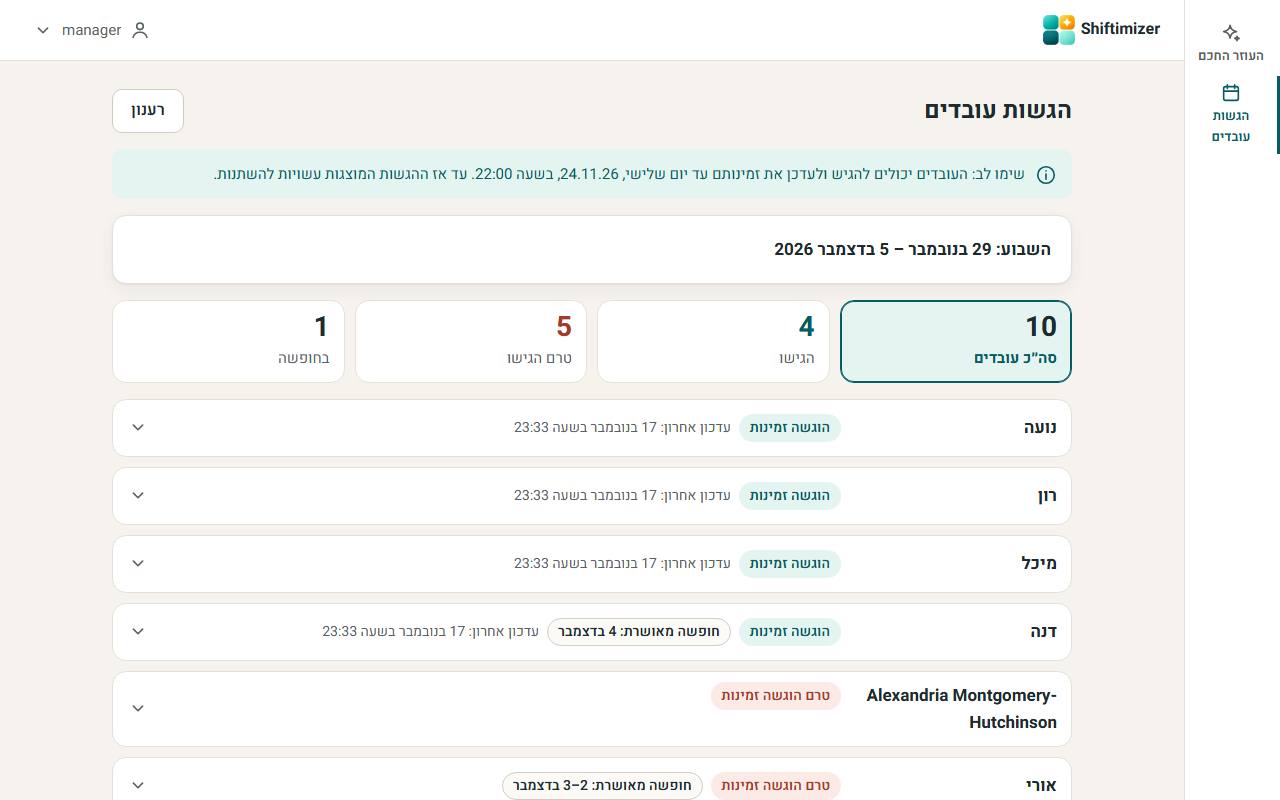 Shiftimizer
manager
העוזר החכם
הגשות
עובדים
הגשות עובדים
רענון
שימו לב: העובדים יכולים להגיש ולעדכן את זמינותם עד יום שלישי, 24.11.26, בשעה 22:00. עד אז ההגשות המוצגות עשויות להשתנות.
השבוע: 29 בנובמבר – 5 בדצמבר 2026
10
סה״כ עובדים
4
הגישו
5
טרם הגישו
1
בחופשה
נועה הוגשה זמינות עדכון אחרון: 17 בנובמבר בשעה 23:33
רון הוגשה זמינות עדכון אחרון: 17 בנובמבר בשעה 23:33
מיכל הוגשה זמינות עדכון אחרון: 17 בנובמבר בשעה 23:33
דנה הוגשה זמינות חופשה מאושרת: 4 בדצמבר עדכון אחרון: 17 בנובמבר בשעה 23:33
Alexandria Montgomery-
Hutchinson
טרם הוגשה זמינות
אורי טרם הוגשה זמינות חופשה מאושרת: 2–3 בדצמבר